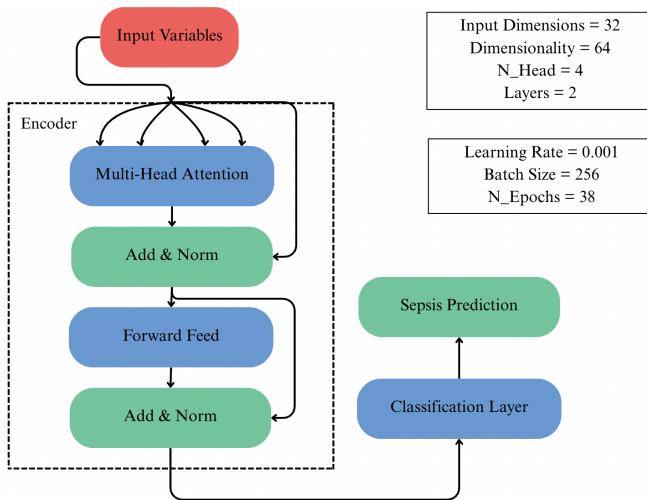 Input Variables
Encoder
Multi-Head Attention
Add & Norm
Forward Feed
Add & Norm
Input Dimensions = 32
Dimensionality = 64
N_Head = 4
Layers = 2
Learning Rate = 0.001
Batch Size = 256
N_Epochs = 38
Sepsis Prediction
Classification Layer